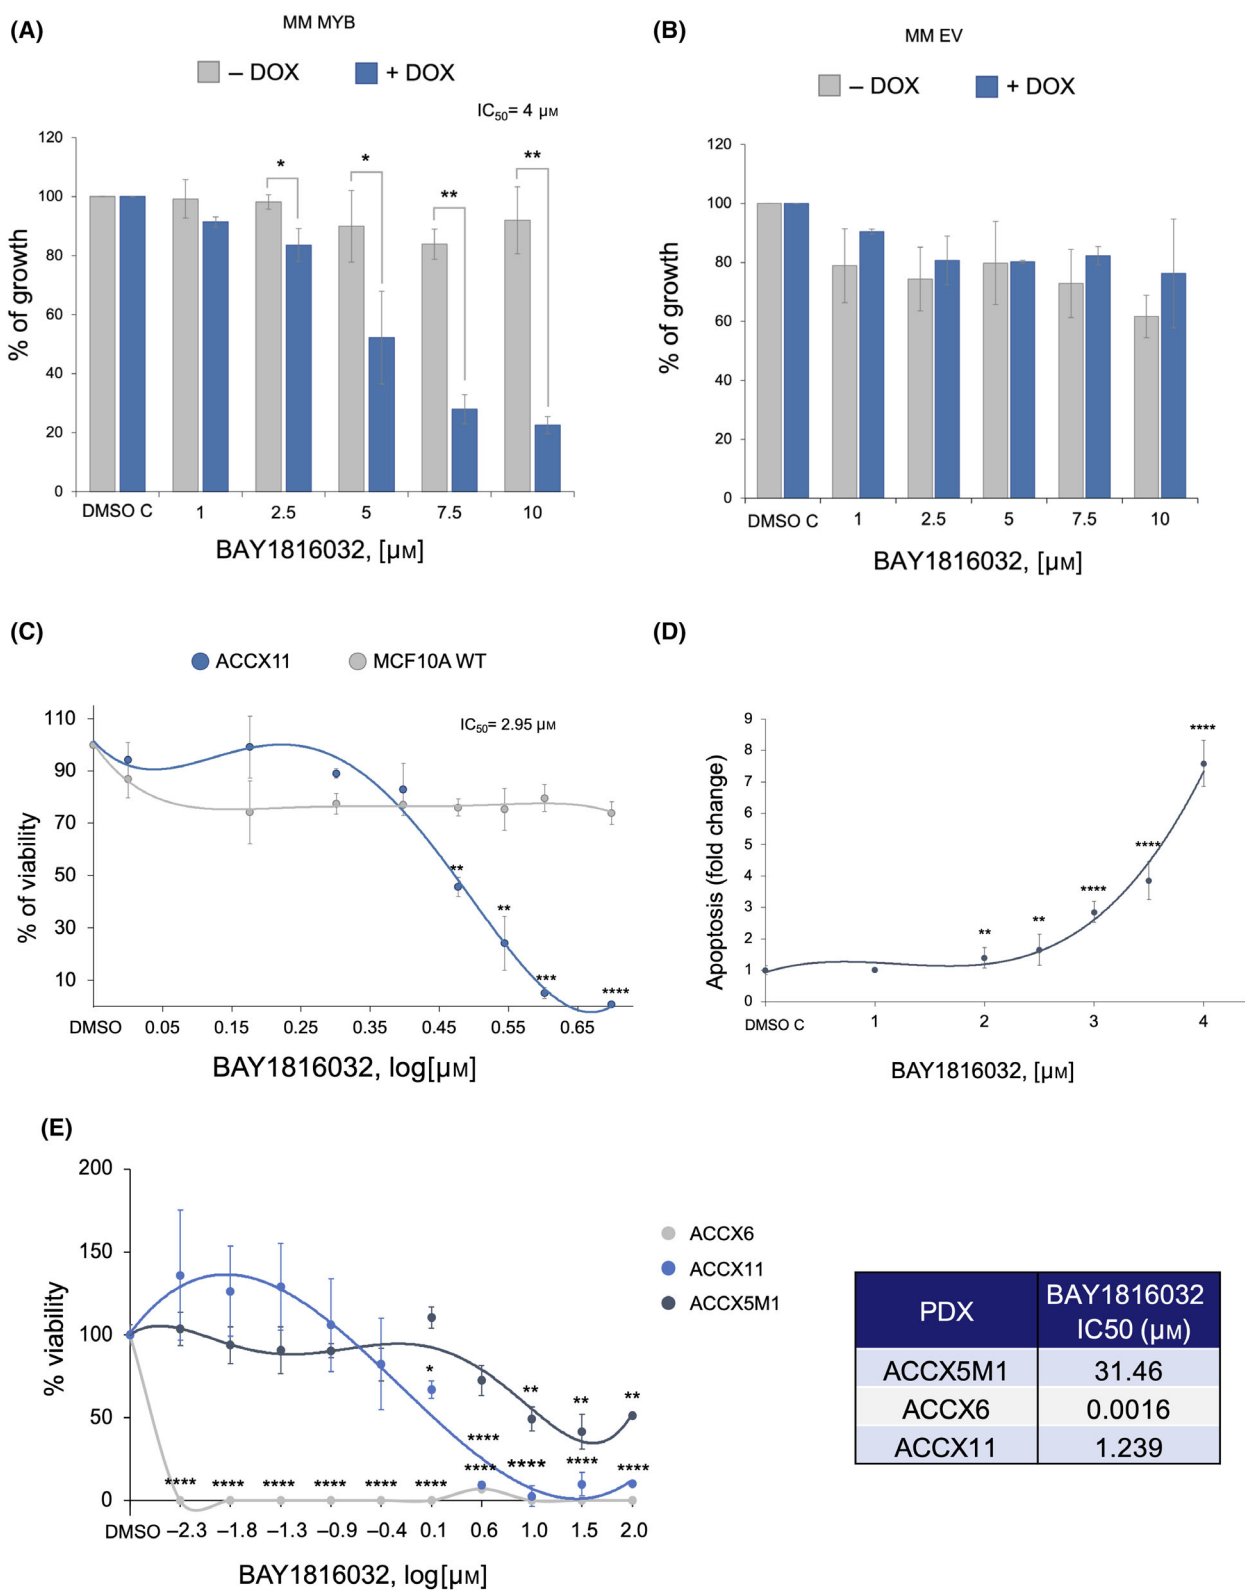 (A)
MM MYB
– DOX
+ DOX
IC50= 4 µM
120
100
80
60
40
20
0
% of growth
*
*
**
**
DMSO C
1
2.5
5
7.5
10
BAY1816032, [µM]
(B)
MM EV
– DOX
+ DOX
120
100
80
60
40
20
0
% of growth
DMSO C
1
2.5
5
7.5
10
BAY1816032, [µM]
(C)
ACCX11
MCF10A WT
IC50= 2.95 µM
110
90
70
50
30
10
% of viability
**
**
***
****
DMSO
0.05
0.15
0.25
0.35
0.45
0.55
0.65
BAY1816032, log[µM]
(D)
9
8
7
6
5
4
3
2
1
0
Apoptosis (fold change)
**
**
****
****
****
DMSO C
1
2
3
4
BAY1816032, [µM]
(E)
200
150
100
50
0
% viability
ACCX6
ACCX11
ACCX5M1
*
**
**
**
****
****
****
****
****
****
****
****
****
****
****
DMSO
–2.3
–1.8
–1.3
–0.9
–0.4
0.1
0.6
1.0
1.5
2.0
BAY1816032, log[µM]
PDX
BAY1816032
IC50 (µM)
ACCX5M1
31.46
ACCX6
0.0016
ACCX11
1.239